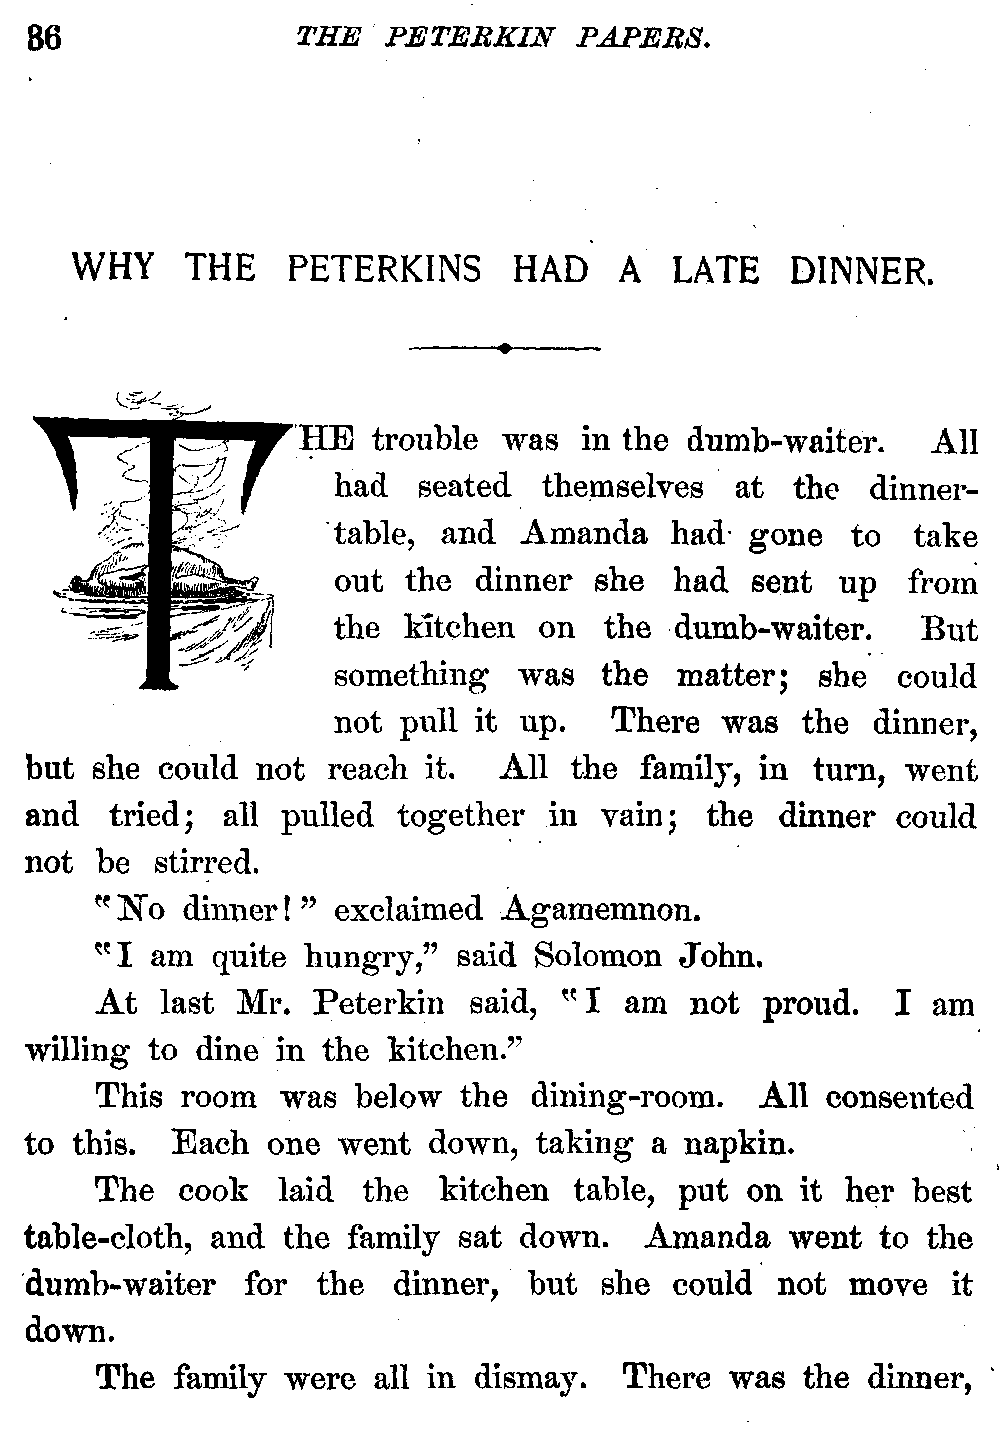 86 THE PETERKIN PAPERS.
WHY THE PETERKINS HAD A LATE DINNER.
THE trouble was in the dumb-waiter. All
had seated themselves at the dinner-
table, and Amanda had gone to take
out the dinner she had sent up from
the kitchen on the dumb-waiter. But
something was the matter; she could
not pull it up. There was the dinner,
but she could not reach it. All the family, in turn, went
and tried; all pulled together in vain; the dinner could
not be stirred.
"No dinner!" exclaimed Agamemnon.
"I am quite hungry," said Solomon John.
At last Mr. Peterkin said, "I am not proud. I am
willing to dine in the kitchen."
This room was below the dining-room. All consented
to this. Each one went down, taking a napkin.
The cook laid the kitchen table, put on it her best
table-cloth, and the family sat down. Amanda went to the
dumb-waiter for the dinner, but she could not move it
down.
The family were all in dismay. There was the dinner,